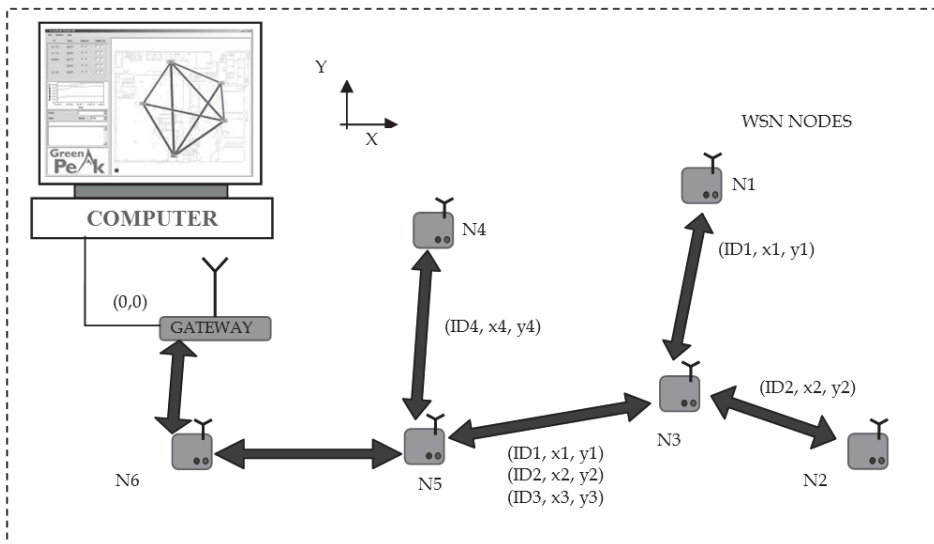 Green
Peak
COMPUTER
Y
X
WSN NODES
N1
N4
(ID1, x1, y1)
(0,0)
GATEWAY
(ID4, x4, y4)
(ID2, x2, y2)
N3
(ID1, x1, y1)
(ID2, x2, y2)
(ID3, x3, y3)
N6
N5
N2